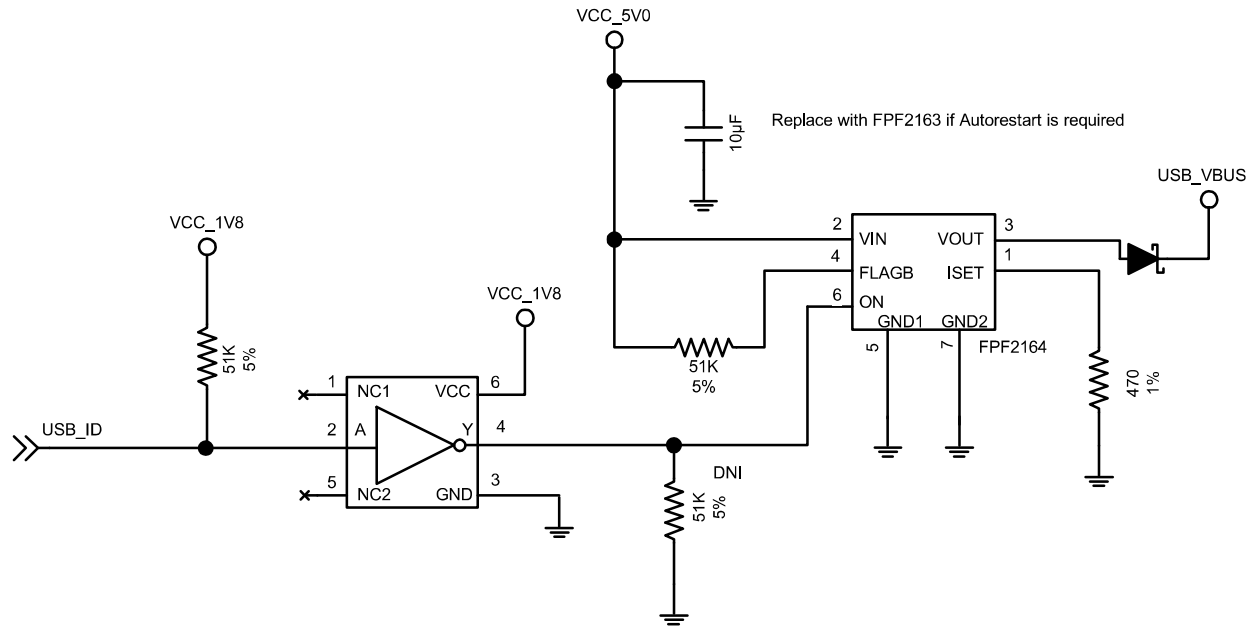 VCC_5V0
10µF
Replace with FPF2163 if Autorestart is required
USB_VBUS
VCC_1V8
2
VIN
VOUT
3
4
FLAGB
ISET
1
6
ON
GND1
GND2
5
7
FPF2164
VCC_1V8
51K
5%
51K
5%
470
1%
1
NC1
VCC
6
USB_ID
2
A
Y
4
5
NC2
GND
3
DNI
51K
5%